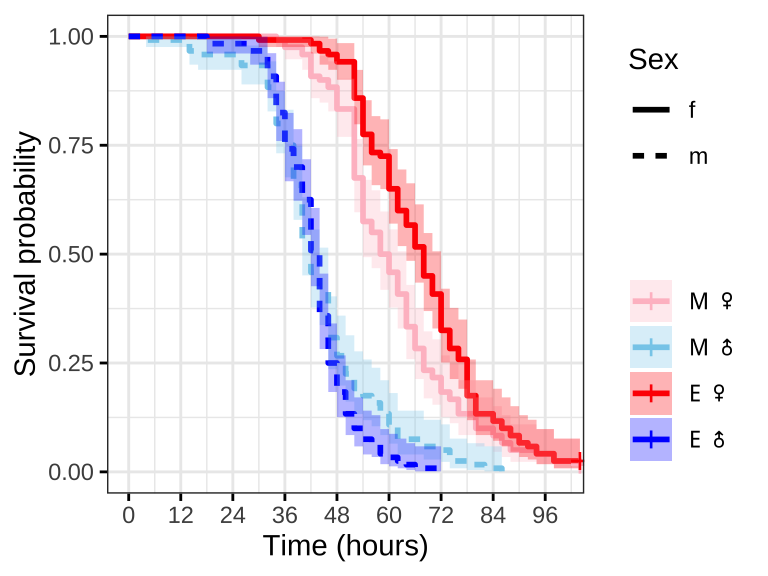 1.00
0.75
0.50
0.25
0.00
Survival probability
0 12 24 36 48 60 72 84 96
Time (hours)
Sex
f
m
M ♀
M ♂
E ♀
E ♂